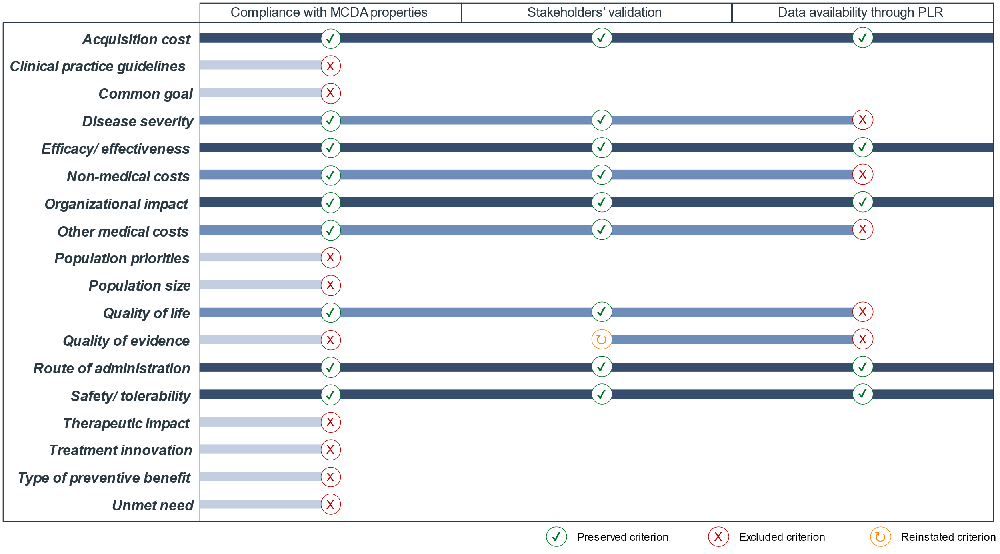 Compliance with MCDA properties
Stakeholders’ validation
Data availability through PLR
Acquisition cost
Clinical practice guidelines
X
Common goal
X
Disease severity
X
Efficacy/ effectiveness
Non-medical costs
X
Organizational impact
Other medical costs
X
Population priorities
X
Population size
X
Quality of life
X
Quality of evidence
X
X
Route of administration
Safety/ tolerability
Therapeutic impact
X
Treatment innovation
X
Type of preventive benefit
X
Unmet need
X
Preserved criterion
X Excluded criterion
Reinstated criterion